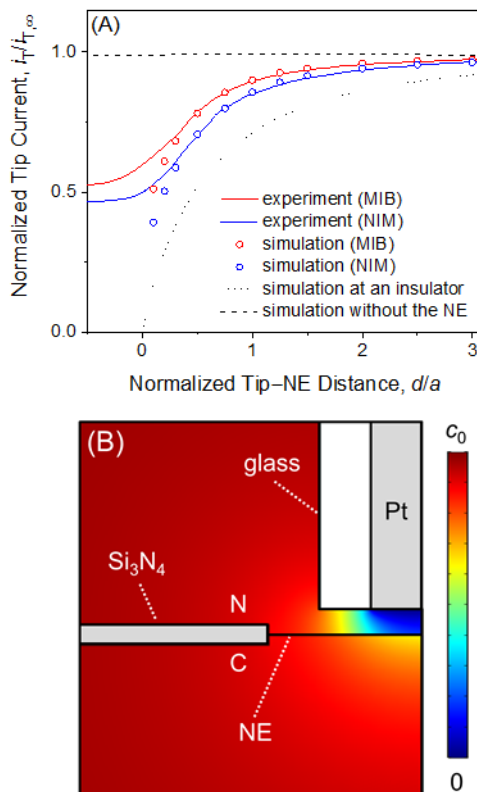 (A)
Normalized Tip Current, iT/iT,∞
1.0
0.5
0.0
experiment (MIB)
experiment (NIM)
simulation (MIB)
simulation (NIM)
simulation at an insulator
simulation without the NE
0 1 2 3
Normalized Tip–NE Distance, d/a
(B)
c0
glass
Pt
Si3N4
N
C
NE
0